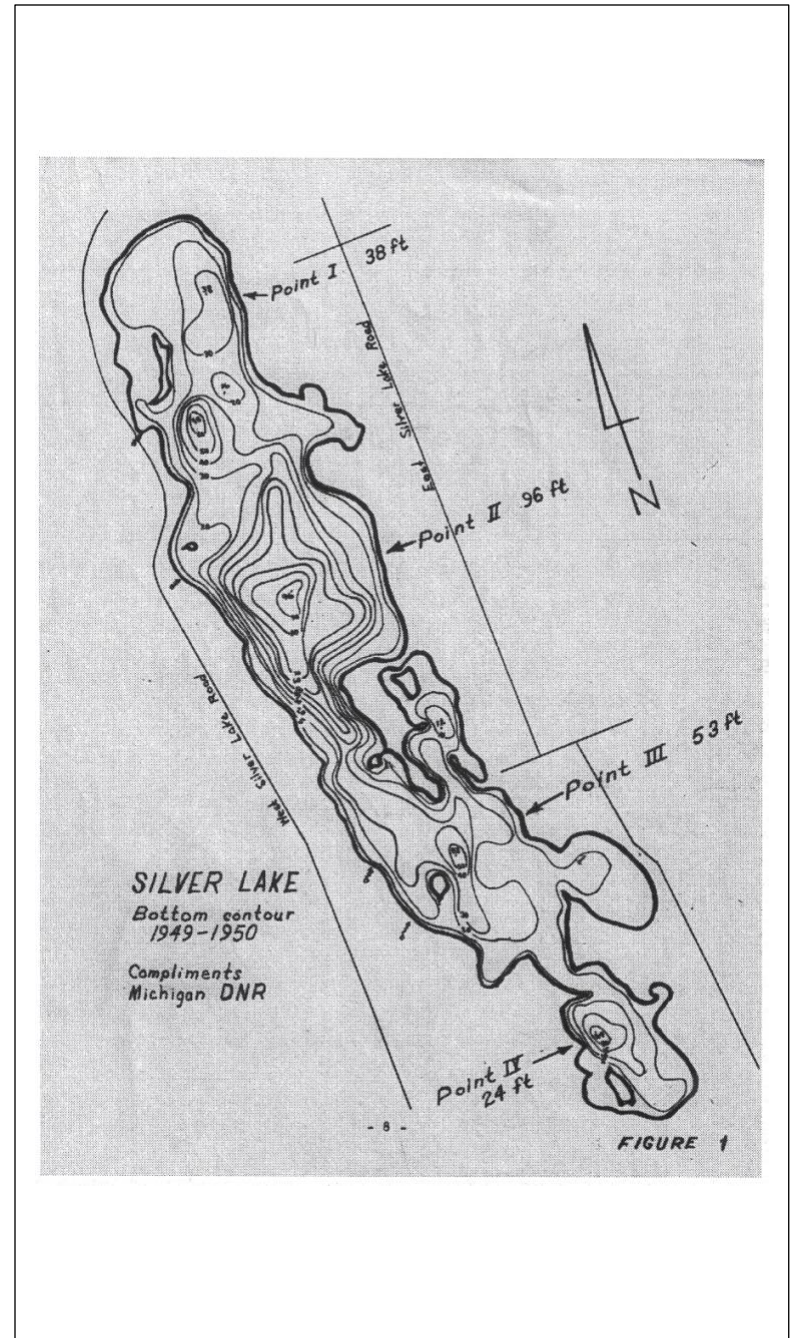 38 ft
Point I
East Silver Lake Road
N
Point II 96 ft
West Silver Lake Road
Point III 53 ft
SILVER LAKE
Bottom contour
1949-1950
Compliments
Michigan DNR
Point IV
24 ft
- 8 -
FIGURE 1